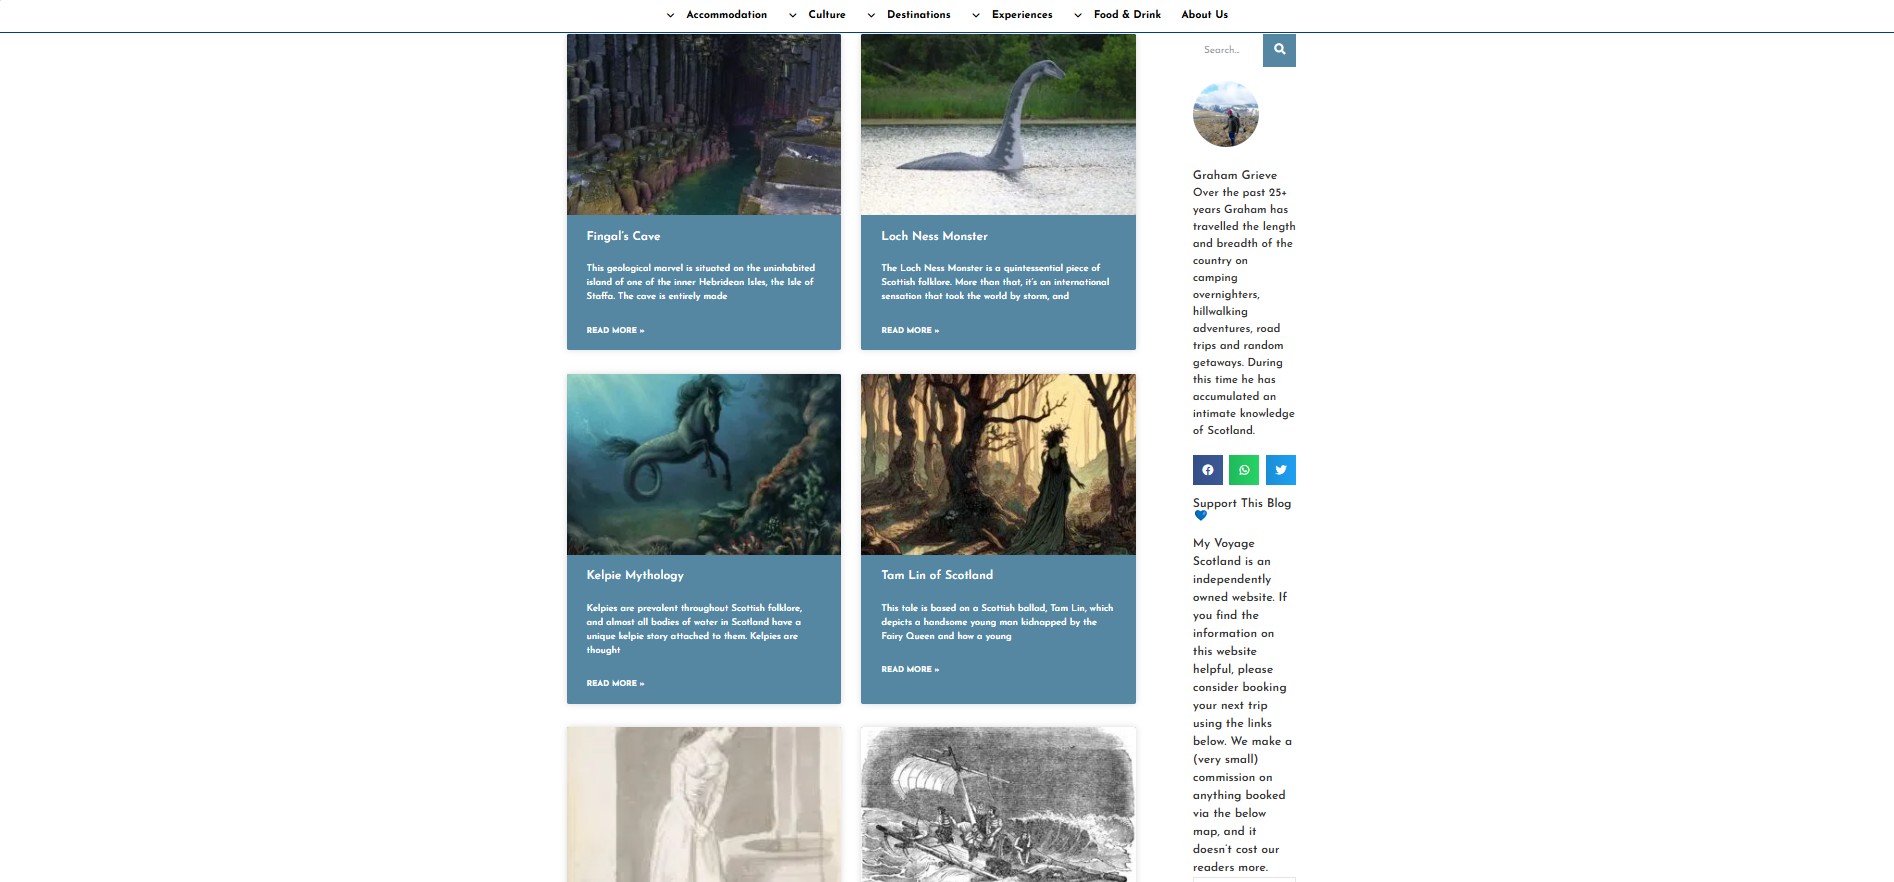 Accommodation Culture Destinations Experiences Food & Drink About Us
Search...
Fingal's Cave
This geological marvel is situated on the uninhabited
island of one of the inner Hebridean Isles, the Isle of
Staffa. The cave is entirely made
READ MORE »
Loch Ness Monster
The Loch Ness Monster is a quintessential piece of
Scottish folklore. More than that, it's an international
sensation that took the world by storm, and
READ MORE »
Kelpie Mythology
Kelpies are prevalent throughout Scottish folklore,
and almost all bodies of water in Scotland have a
unique kelpie story attached to them. Kelpies are
thought
READ MORE »
Tam Lin of Scotland
This tale is based on a Scottish ballad, Tam Lin, which
depicts a handsome young man kidnapped by the
Fairy Queen and how a young
READ MORE »
Graham Grieve
Over the past 25+
years Graham has
travelled the length
and breadth of the
country on
camping
overnighters,
hillwalking
adventures, road
trips and random
getaways. During
this time he has
accumulated an
intimate knowledge
of Scotland.
Support This Blog
💙
My Voyage
Scotland is an
independently
owned website. If
you find the
information on
this website
helpful, please
consider booking
your next trip
using the links
below. We make a
(very small)
commission on
anything booked
via the below
map, and it
doesn't cost our
readers more.